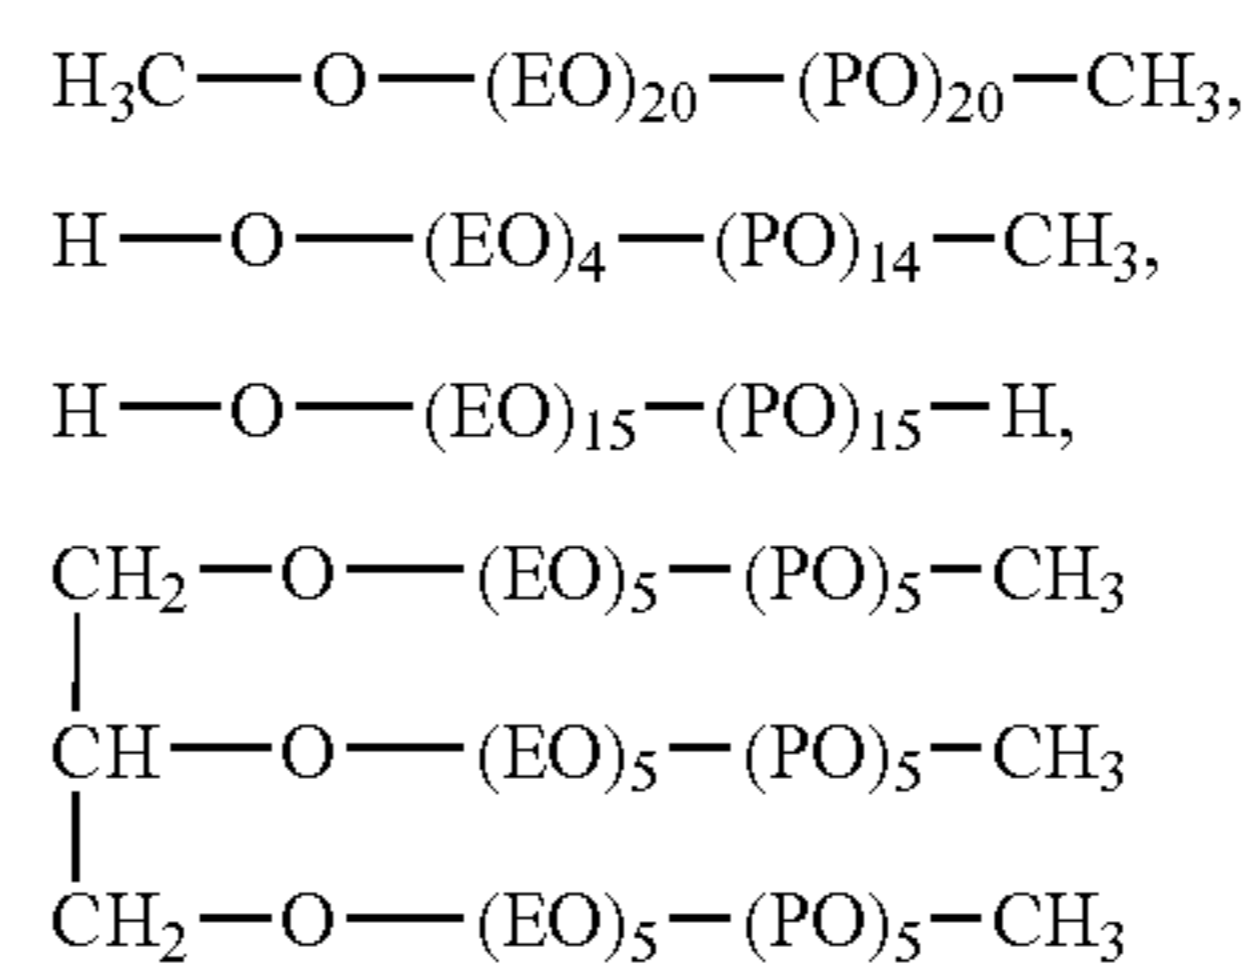 H₃C—O—(EO)₂₀—(PO)₂₀—CH₃,
H—O—(EO)₄—(PO)₁₄—CH₃,
H—O—(EO)₁₅—(PO)₁₅—H,
CH₂—O—(EO)₅—(PO)₅—CH₃
CH—O—(EO)₅—(PO)₅—CH₃
CH₂—O—(EO)₅—(PO)₅—CH₃